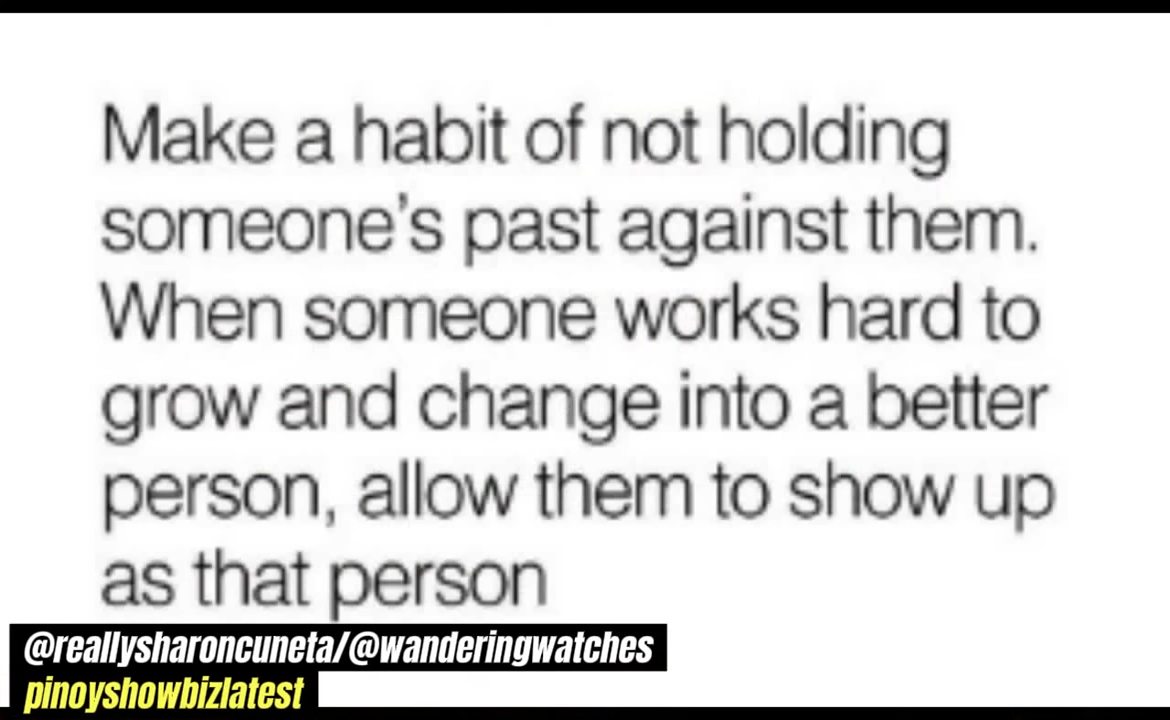 Make a habit of not holding
someone's past against them.
When someone works hard to
grow and change into a better
person, allow them to show up
as that person
@reallysharoncuneta/@wanderingwatches
pinoyshowbizlatest